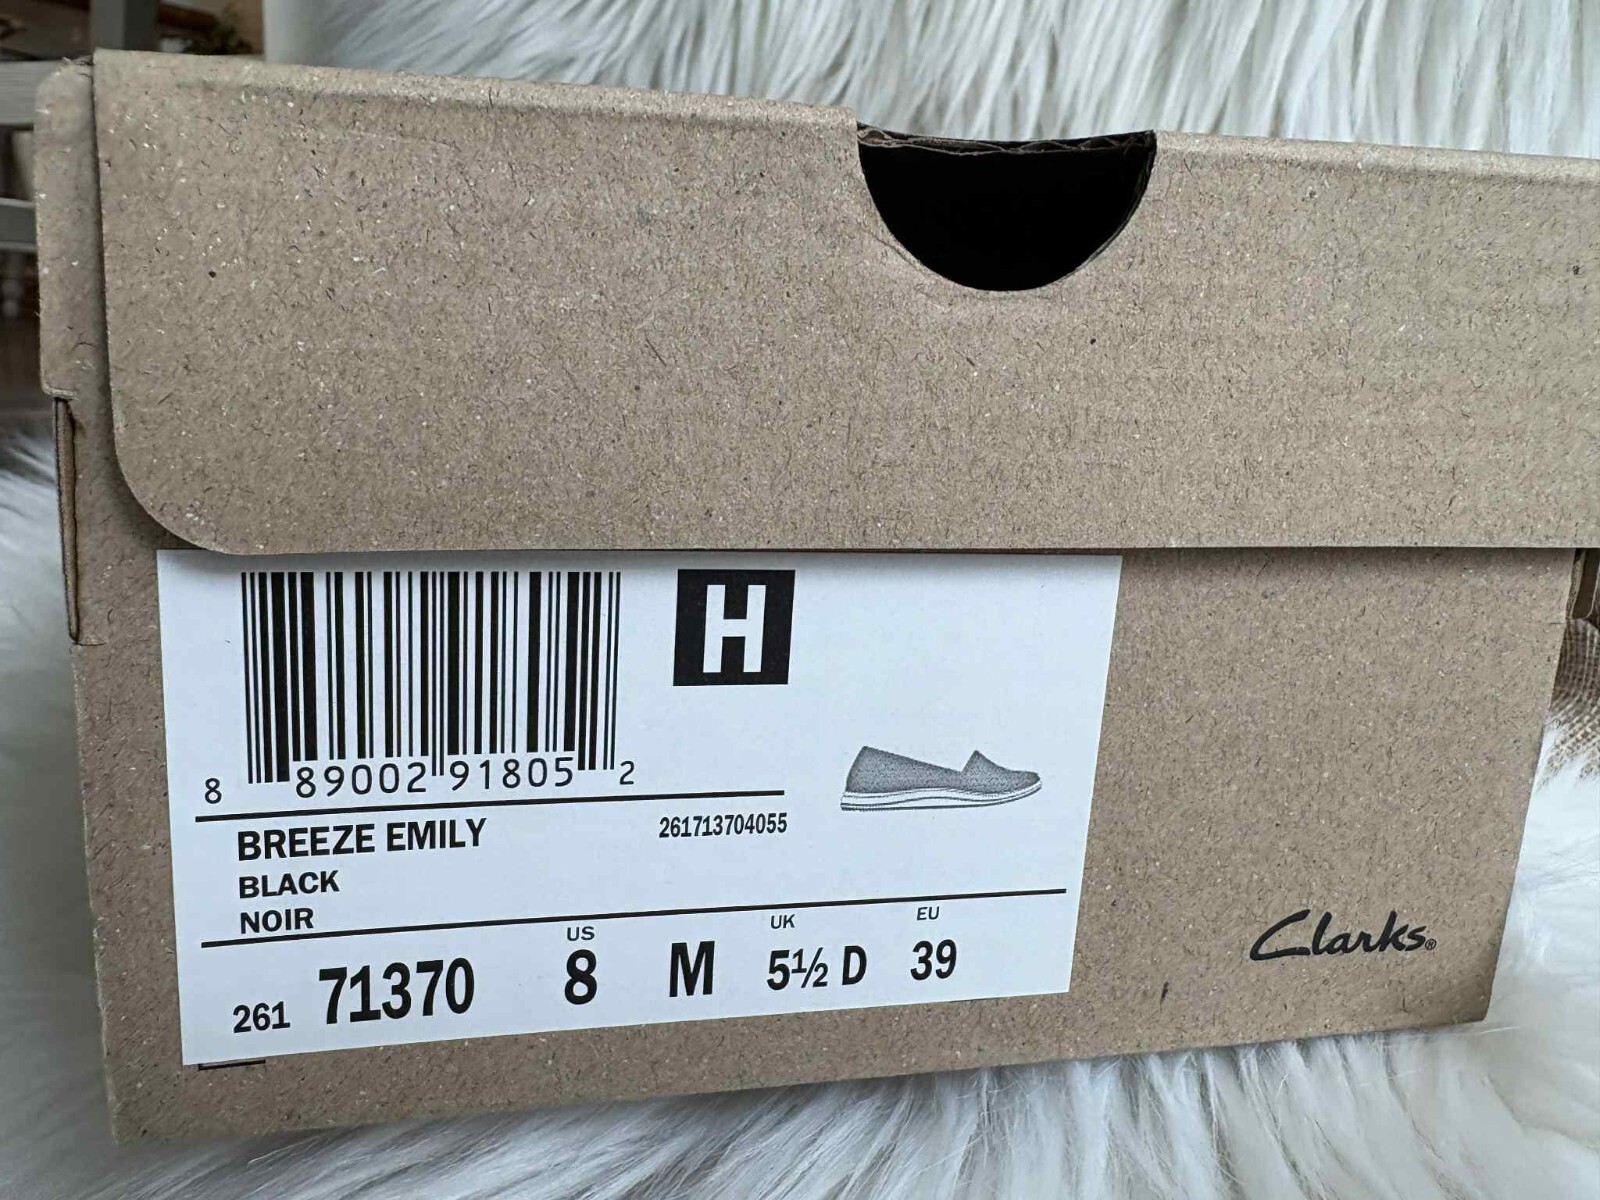 H
8 89002 91805 2
BREEZE EMILY 261713704055
BLACK
NOIR
US UK EU
261 71370 8 M 5½ D 39
Clarks®